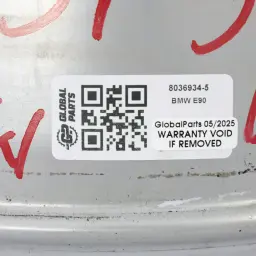 GLOBAL
PARTS
8036934-5
BMW E90
GlobalParts 05/2025
WARRANTY VOID
IF REMOVED